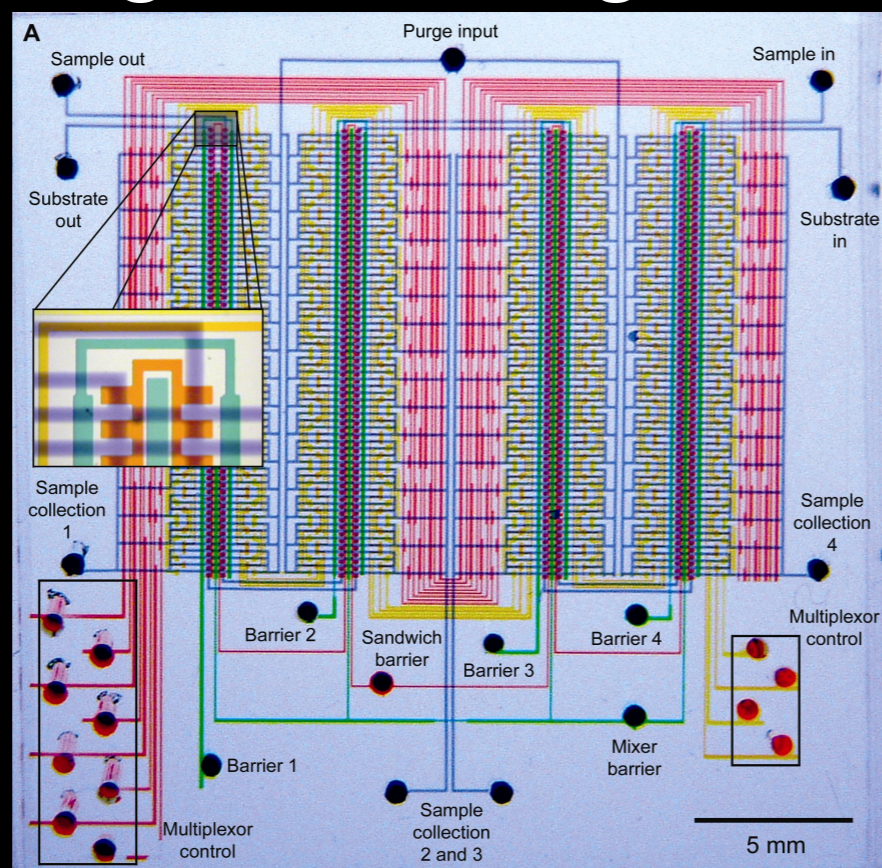 A
Purge input
Sample out
Sample in
Substrate
out
Substrate
in
Sample
collection
1
Sample
collection
4
Barrier 2
Sandwich
barrier
Barrier 3
Barrier 4
Multiplexor
control
Barrier 1
Mixer
barrier
Multiplexor
control
Sample
collection
2 and 3
5 mm